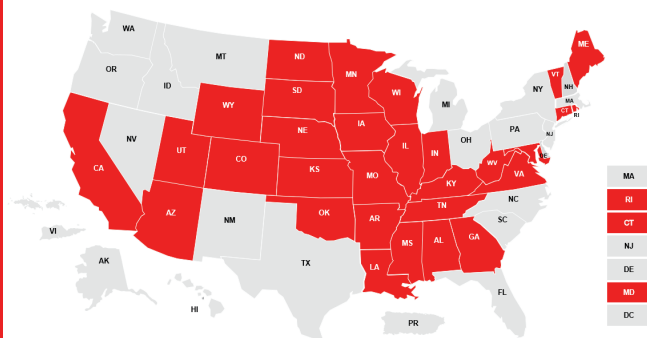 WA
ME
MT
ND
VT
OR
MN
NH
ID
WI
NY
SD
MA
WY
MI
CT
RI
IA
PA
NE
NJ
NV
OH
IL
IN
DE
UT
WV
CA
CO
VA
KS
MO
KY
NC
TN
AZ
OK
NM
AR
SC
MS
AL
GA
VI
AK
TX
LA
FL
HI
PR
MA
RI
CT
NJ
DE
MD
DC